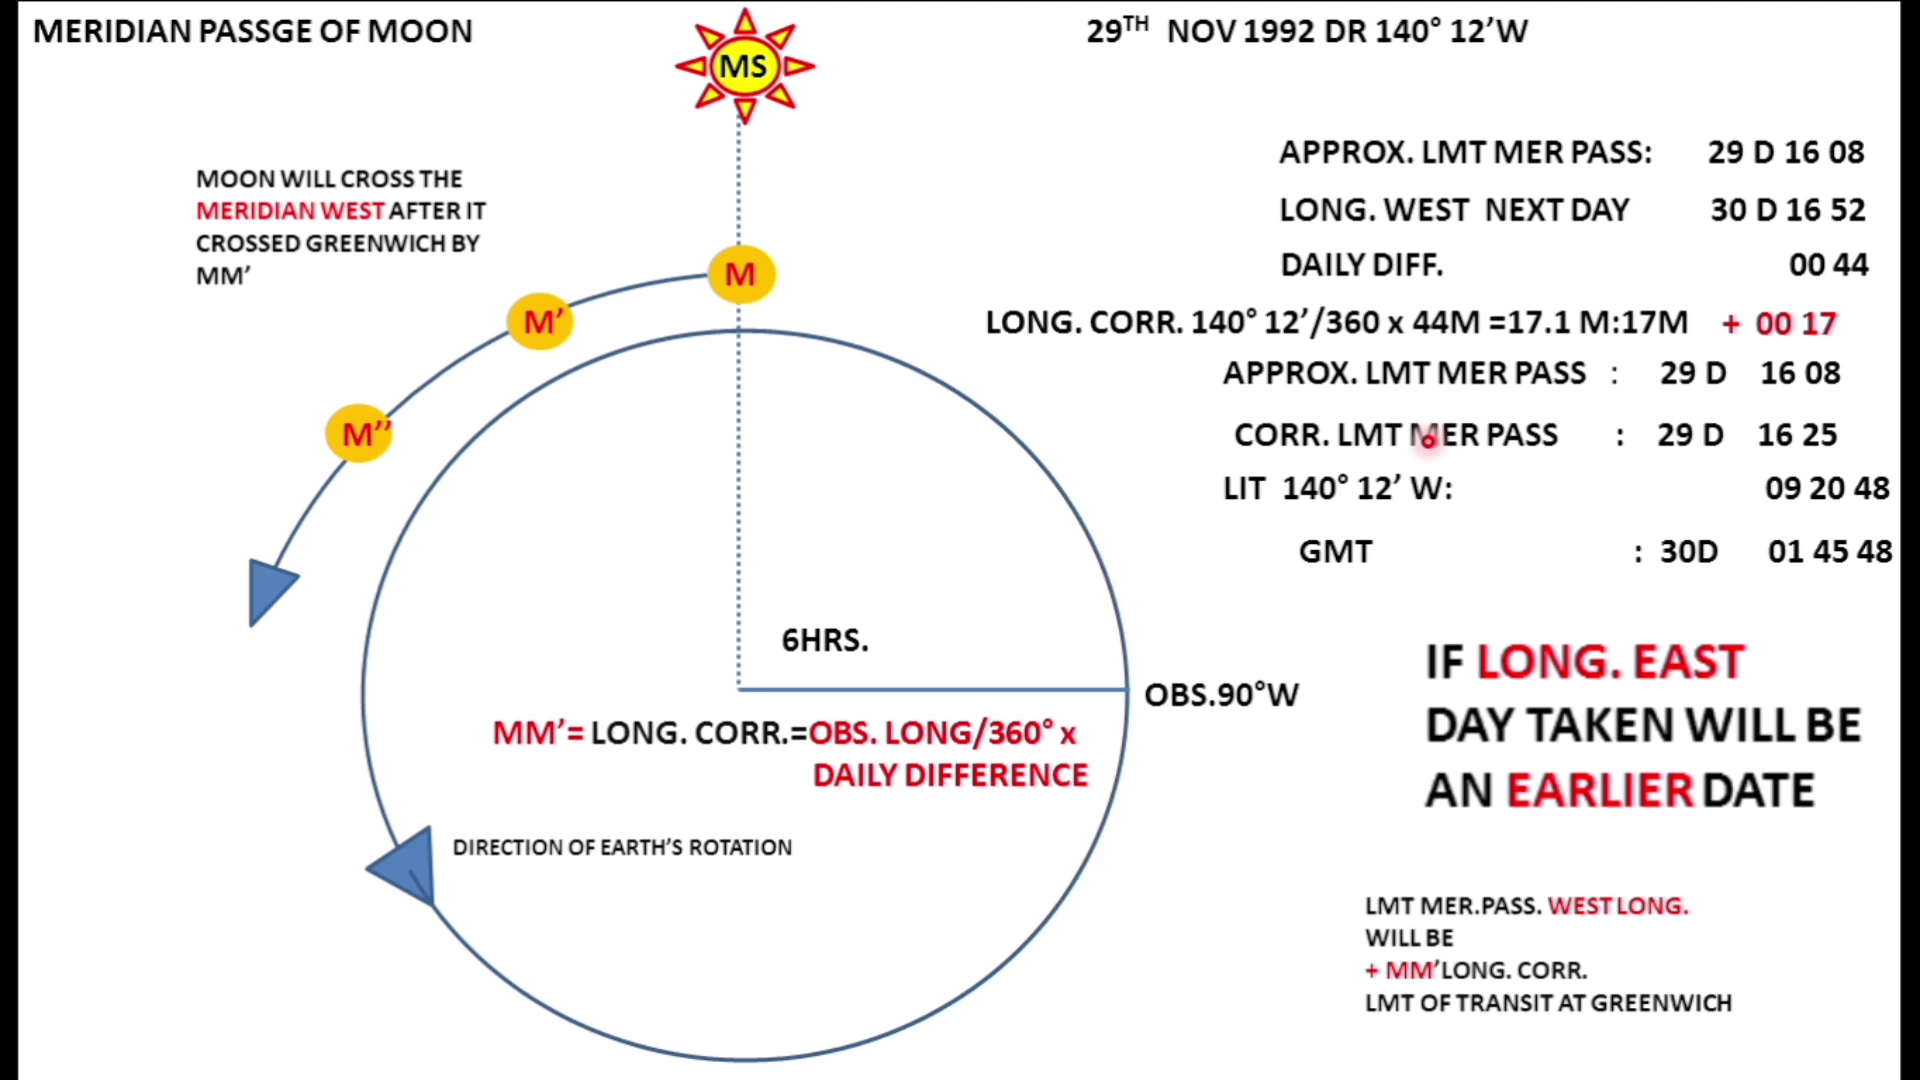 MERIDIAN PASSGE OF MOON
29TH NOV 1992 DR 140° 12’W
MS
MOON WILL CROSS THE
MERIDIAN WEST AFTER IT
CROSSED GREENWICH BY
MM’
M
M’
M’’
APPROX. LMT MER PASS: 29 D 16 08
LONG. WEST NEXT DAY 30 D 16 52
DAILY DIFF. 00 44
LONG. CORR. 140° 12’/360 x 44M =17.1 M:17M + 00 17
APPROX. LMT MER PASS : 29 D 16 08
CORR. LMT MER PASS : 29 D 16 25
LIT 140° 12’ W: 09 20 48
GMT : 30D 01 45 48
6HRS.
OBS.90°W
MM’= LONG. CORR.=OBS. LONG/360° x
DAILY DIFFERENCE
DIRECTION OF EARTH’S ROTATION
IF LONG. EAST
DAY TAKEN WILL BE
AN EARLIER DATE
LMT MER.PASS. WEST LONG.
WILL BE
+ MM’LONG. CORR.
LMT OF TRANSIT AT GREENWICH